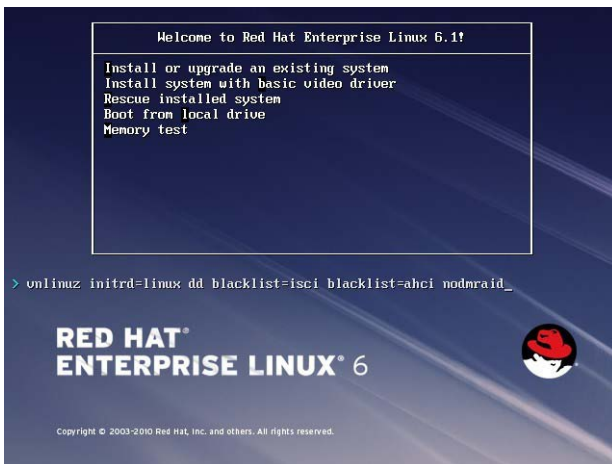 Welcome to Red Hat Enterprise Linux 6.1!
Install or upgrade an existing system
Install system with basic video driver
Rescue installed system
Boot from local drive
Memory test
> vmlinuz initrd=linux dd blacklist=isci blacklist=ahci nodmraid_
RED HAT®
ENTERPRISE LINUX® 6
Copyright © 2003-2010 Red Hat, Inc. and others. All rights reserved.